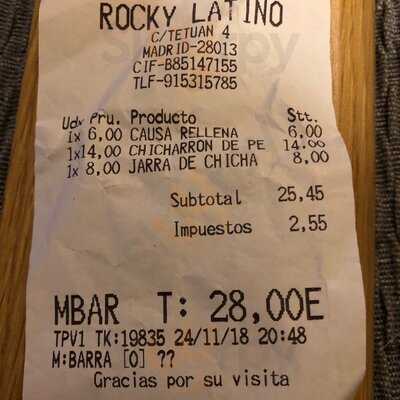 ROCKY LATINO
C/TETUAN 4
MADRID-28013
CIF-B85147155
TLF-915315785
Ud. Pru. Producto Stt.
1x 6,00 CAUSA RELLENA 6,00
1x14,00 CHICHARRON DE PE 14.00
1x 8,00 JARRA DE CHICHA 8,00
Subtotal 25,45
Impuestos 2,55
MBAR T: 28,00E
TPV1 TK:19835 24/11/18 20:48
M:BARRA [0] ??
Gracias por su visita